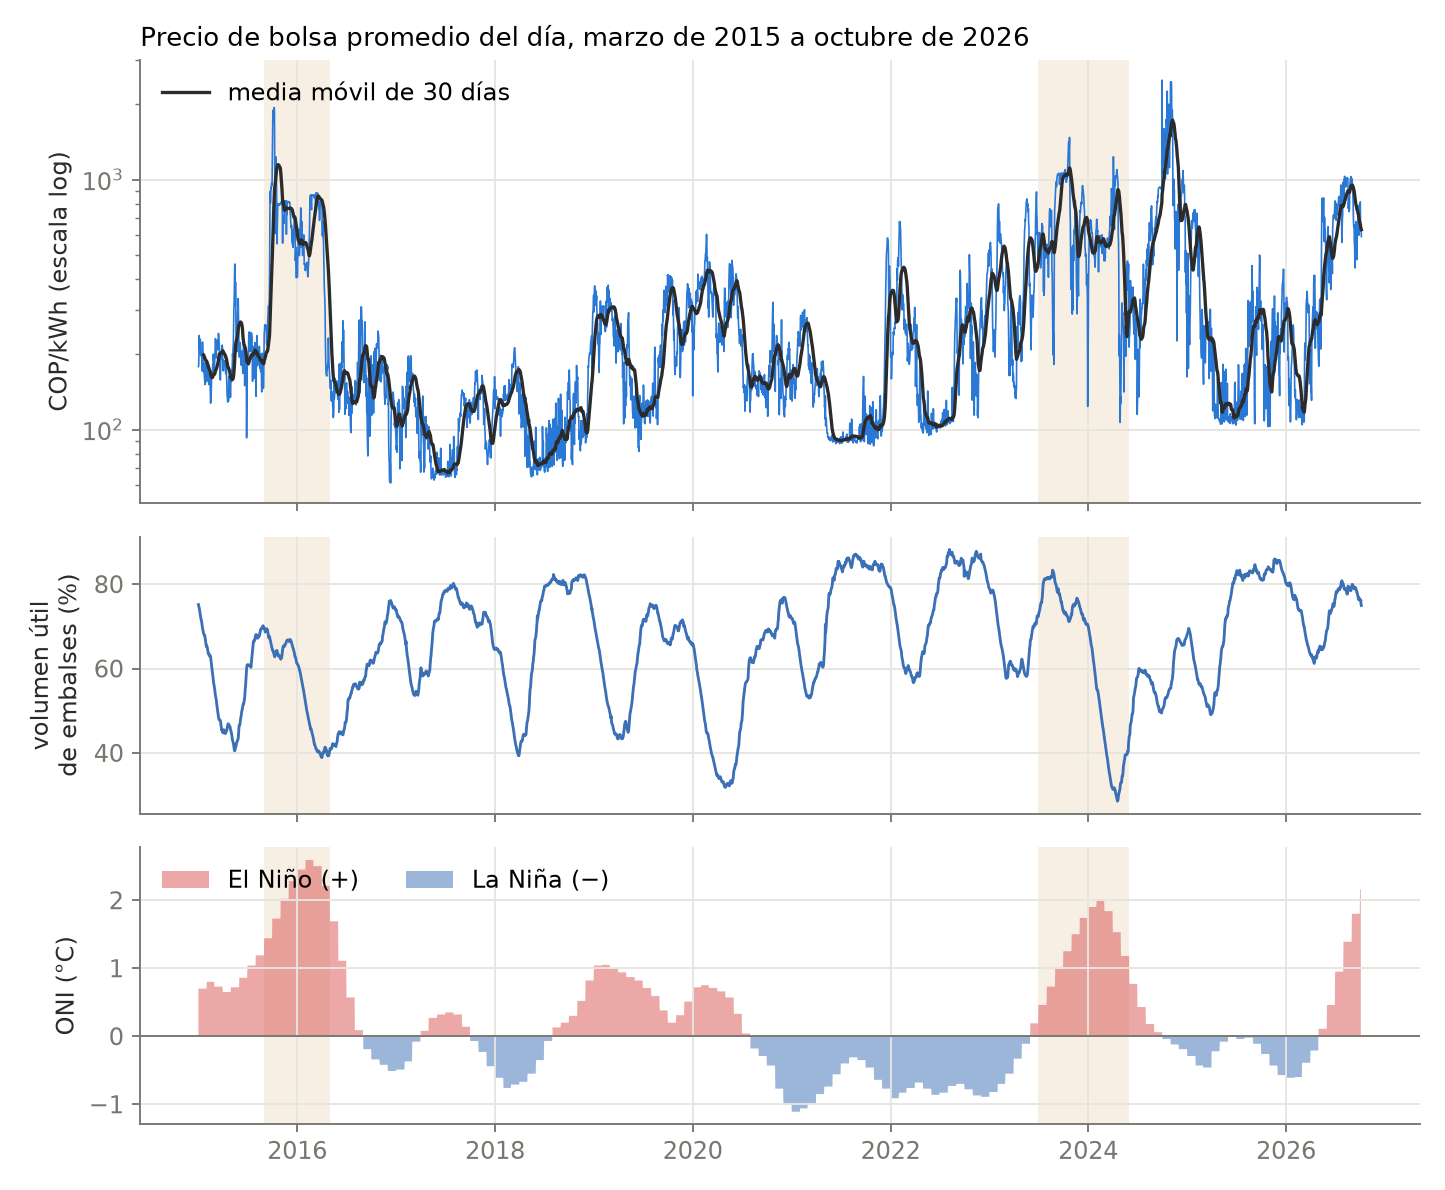 Precio de bolsa promedio del día, marzo de 2015 a octubre de 2026
media móvil de 30 días
COP/kWh (escala log)
10³
10²
volumen útil
de embalses (%)
80
60
40
El Niño (+)
La Niña (−)
ONI (°C)
2
1
0
−1
2016
2018
2020
2022
2024
2026